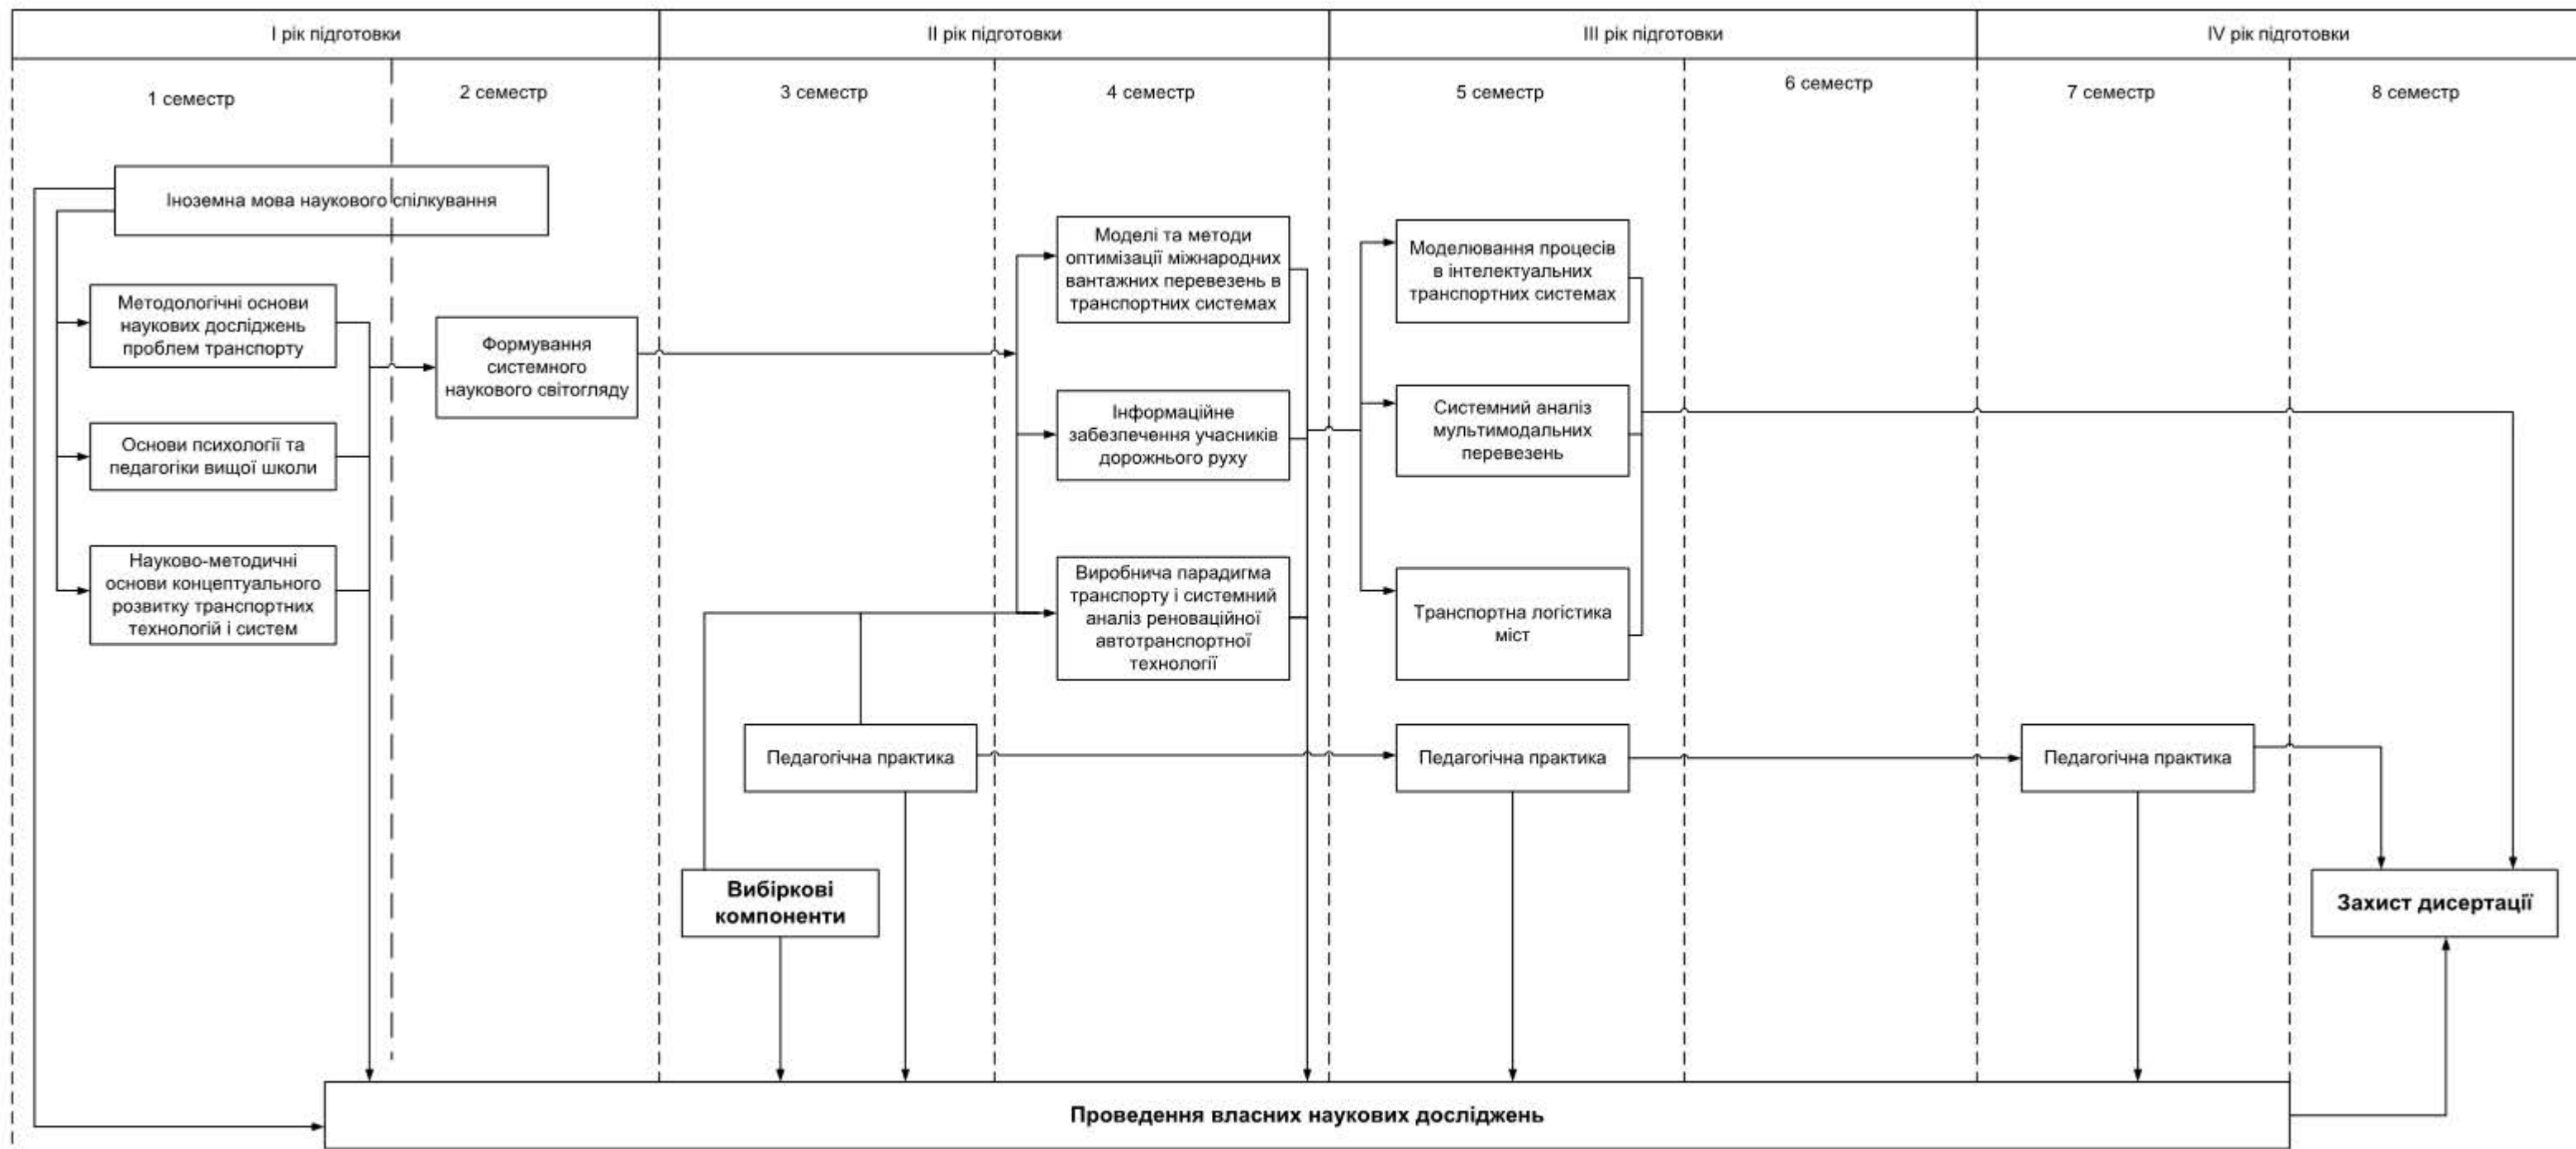 I рік підготовки
II рік підготовки
III рік підготовки
IV рік підготовки
1 семестр
2 семестр
3 семестр
4 семестр
5 семестр
6 семестр
7 семестр
8 семестр
Іноземна мова наукового спілкування
Методологічні основи
наукових досліджень
проблем транспорту
Основи психології та
педагогіки вищої школи
Науково-методичні
основи концептуального
розвитку транспортних
технологій і систем
Формування
системного
наукового світогляду
Моделі та методи
оптимізації міжнародних
вантажних перевезень в
транспортних системах
Інформаційне
забезпечення учасників
дорожнього руху
Виробнича парадигма
транспорту і системний
аналіз реноваційної
автотранспортної
технології
Моделювання процесів
в інтелектуальних
транспортних системах
Системний аналіз
мультимодальних
перевезень
Транспортна логістика
міст
Педагогічна практика
Педагогічна практика
Педагогічна практика
Вибіркові
компоненти
Захист дисертації
Проведення власних наукових досліджень